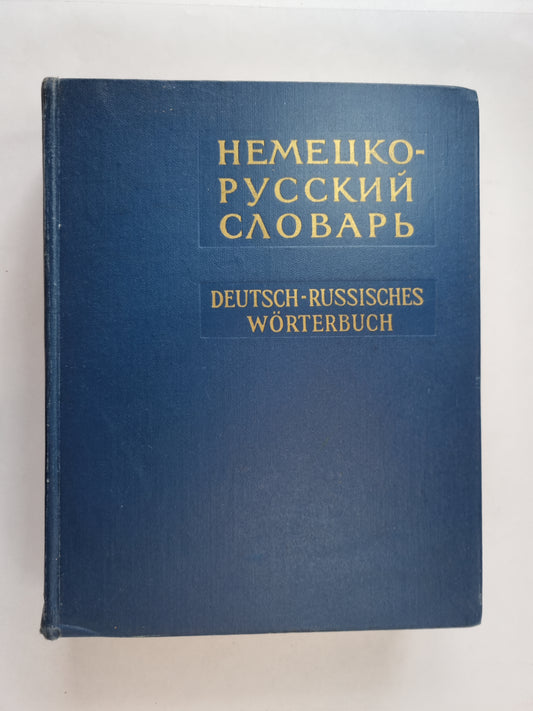 НЕМЕЦКО-
РУССКИЙ
СЛОВАРЬ
DEUTSCH-RUSSISCHES
WÖRTERBUCH